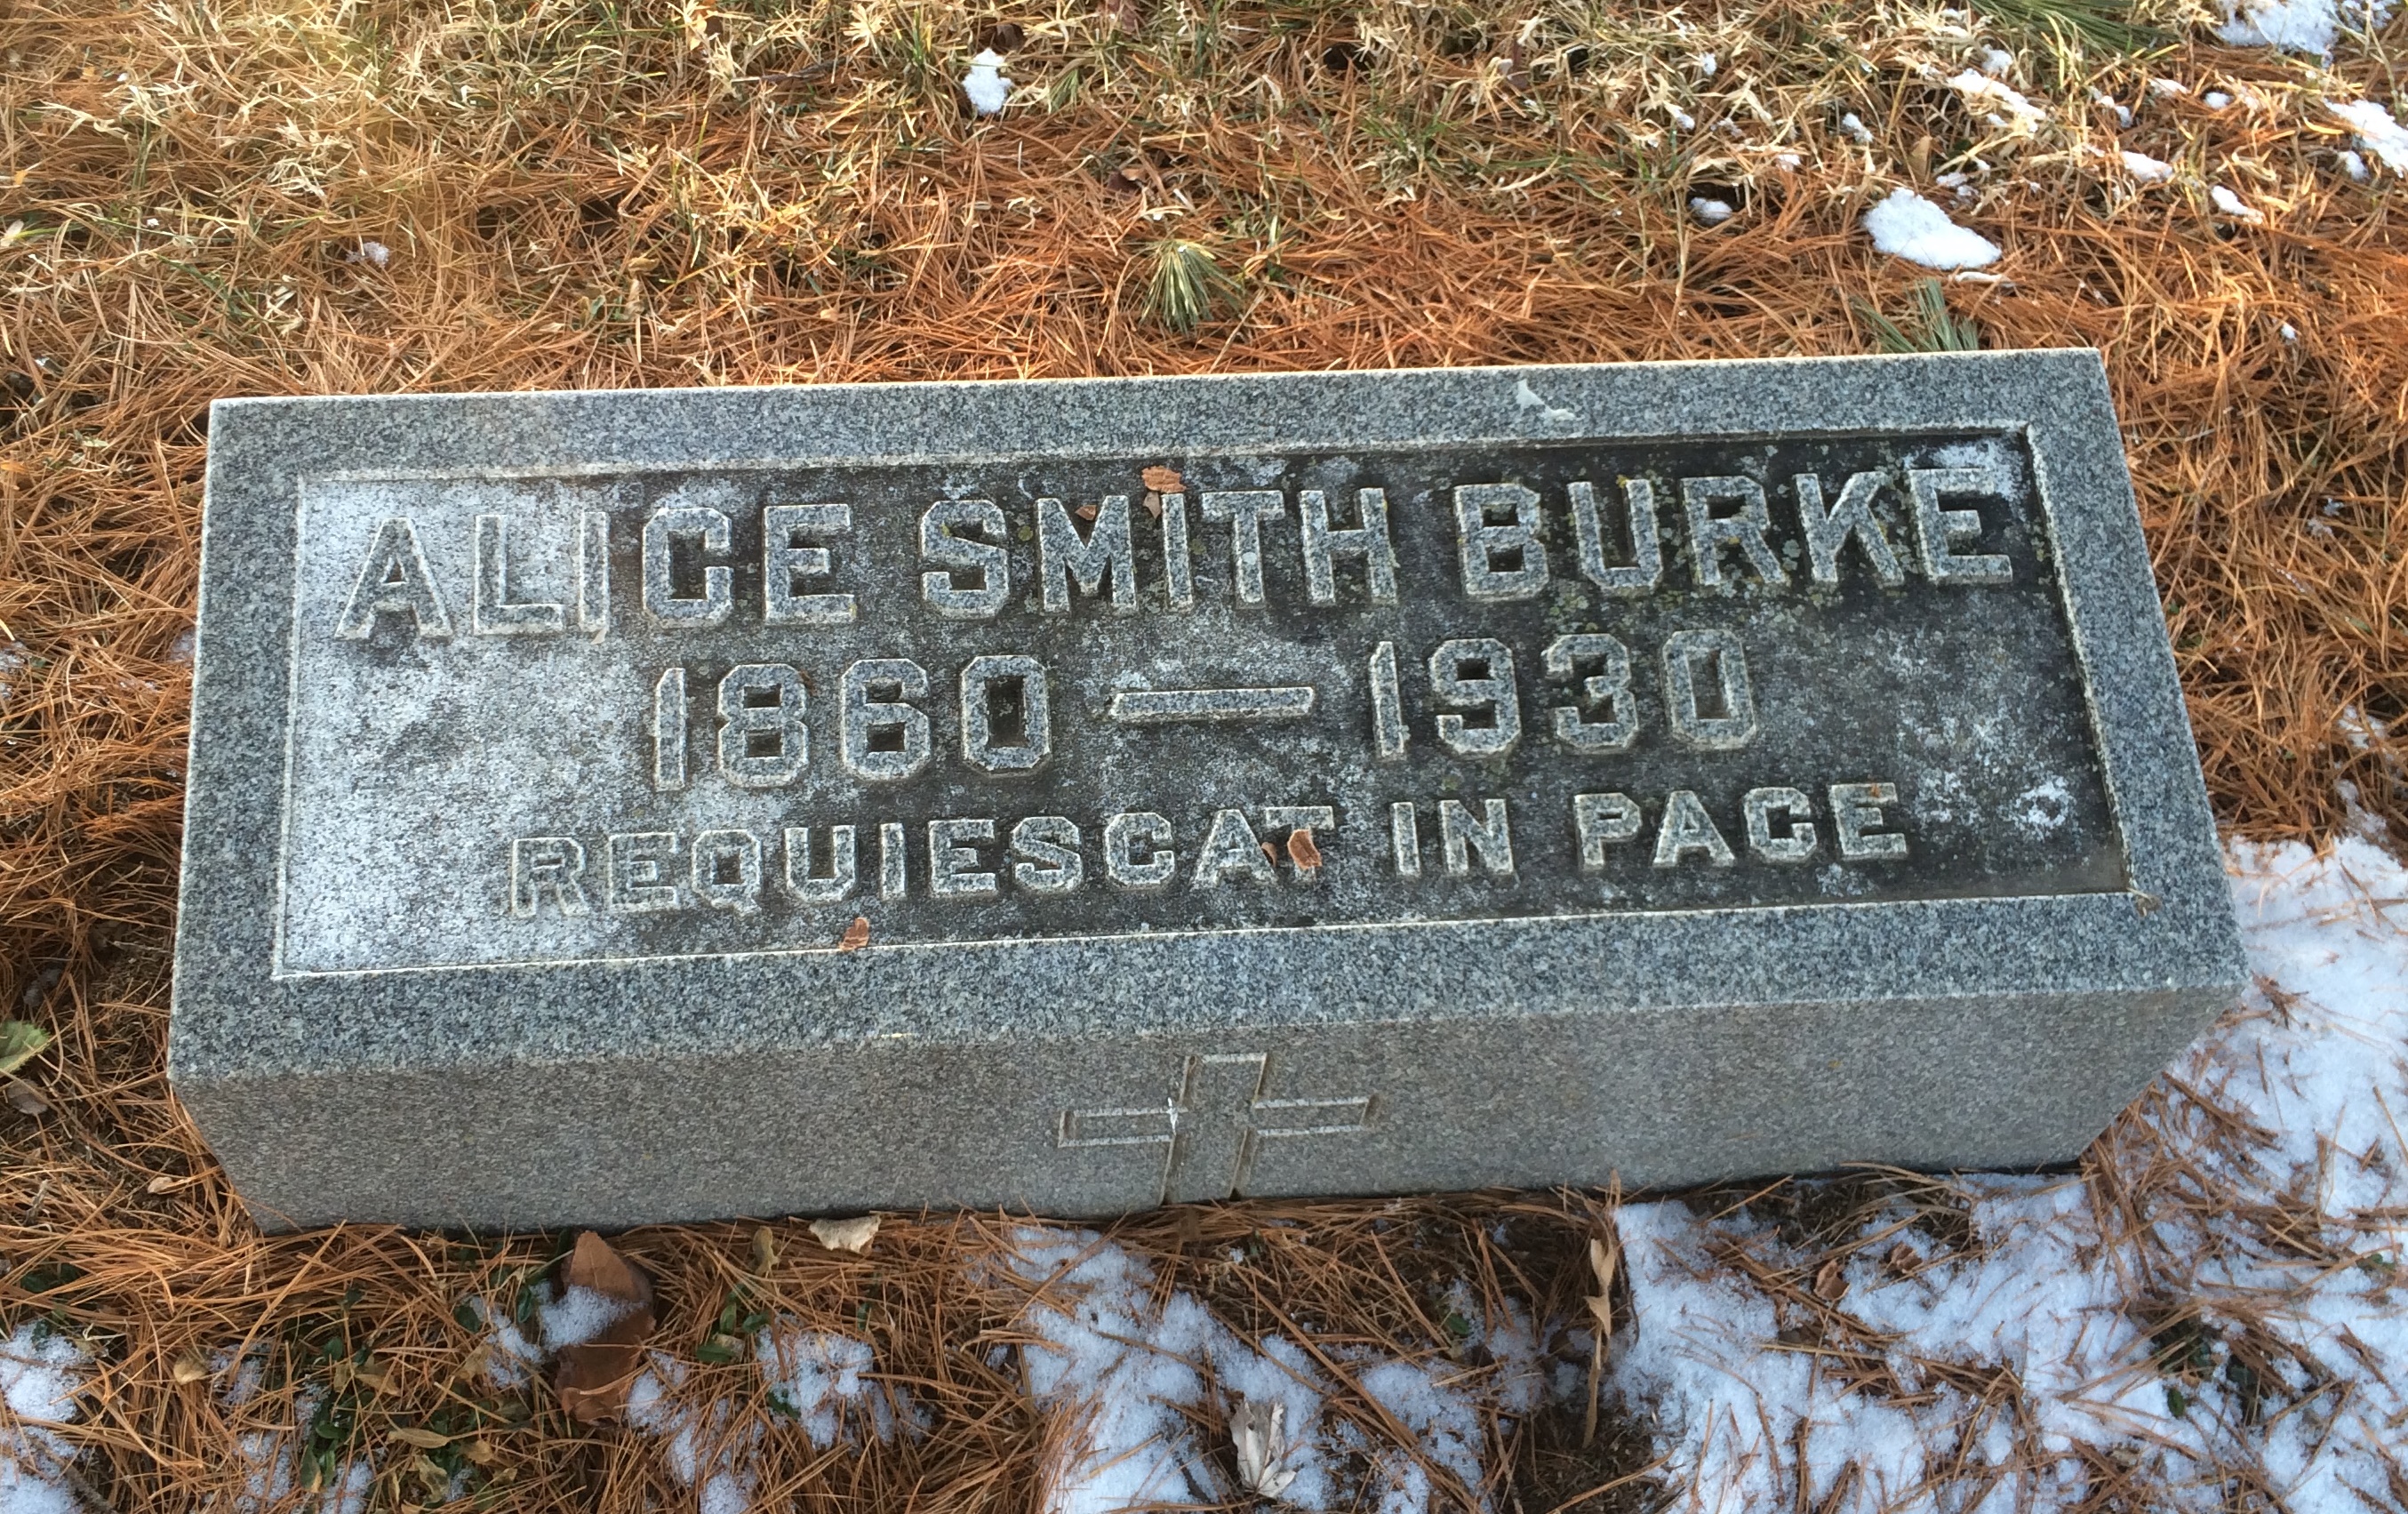 ALICE SMITH BURKE
1860 — 1930
REQUIESCAT IN PACE